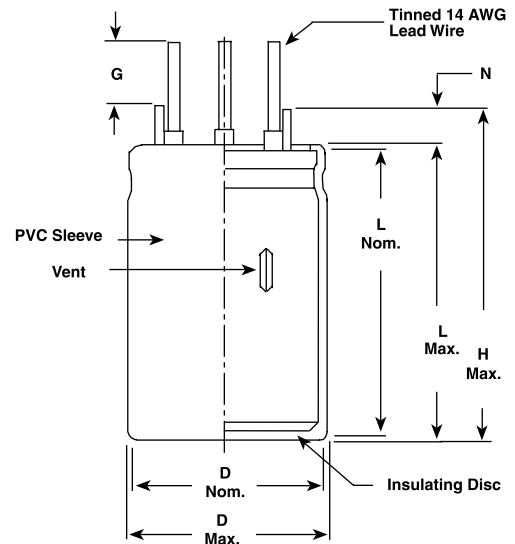 Tinned 14 AWG
Lead Wire
G
N
L
Nom.
PVC Sleeve
Vent
L
Max.
H
Max.
D
Nom.
Insulating Disc
D
Max.